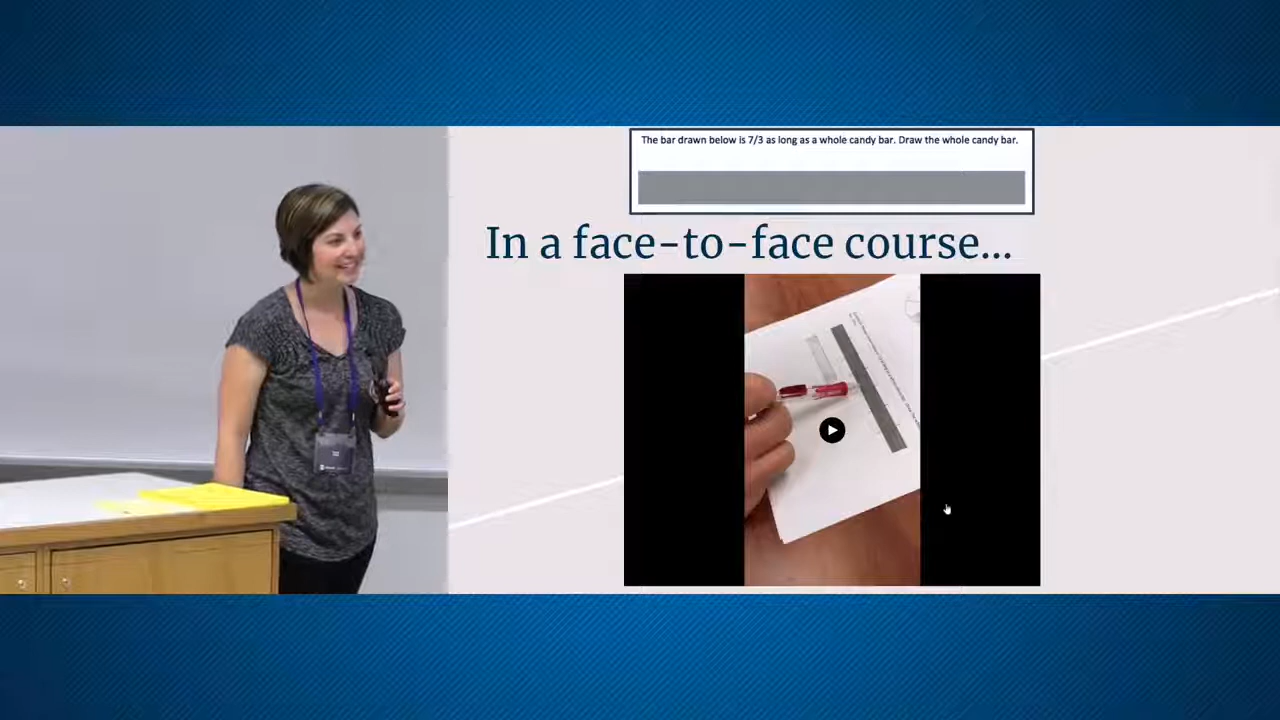 The bar drawn below is 7/3 as long as a whole candy bar. Draw the whole candy bar.
In a face-to-face course...